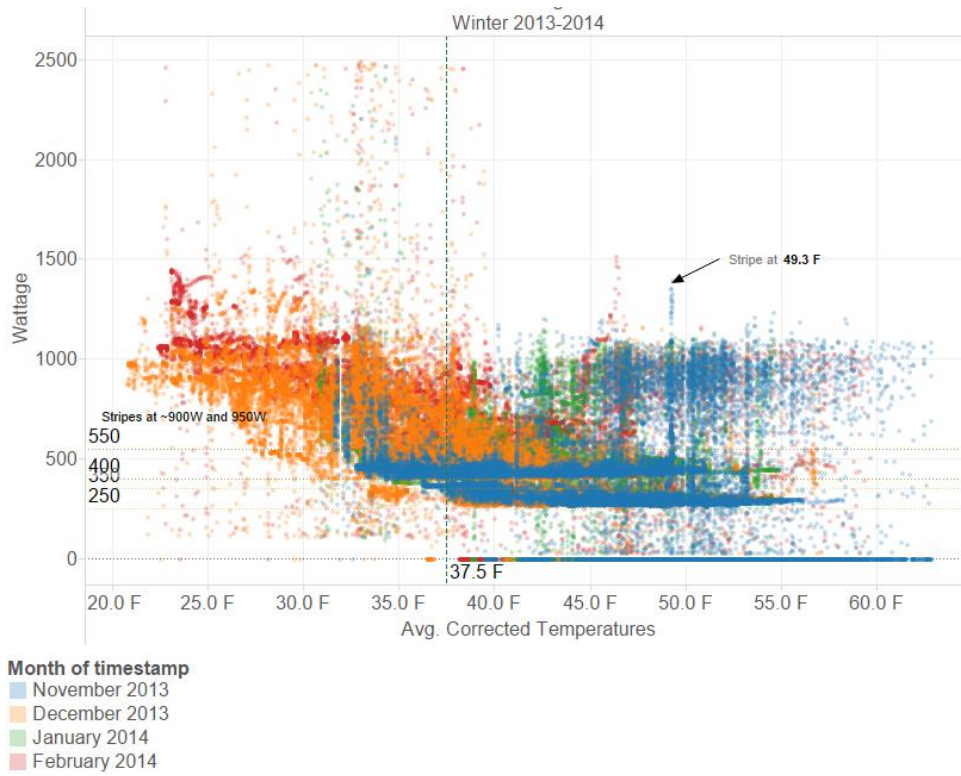 Winter 2013-2014
2500
2000
1500
1000
500
0
Wattage
Stripe at 49.3 F
Stripes at ~900W and 950W
550
400
250
37.5 F
20.0 F 25.0 F 30.0 F 35.0 F 40.0 F 45.0 F 50.0 F 55.0 F 60.0 F
Avg. Corrected Temperatures
Month of timestamp
November 2013
December 2013
January 2014
February 2014